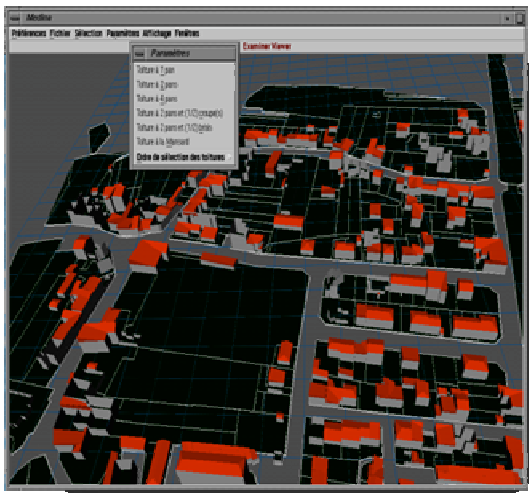 Medina
Préférences Fichier Sélection Paramètres Affichage Fenêtres
Examiner Viewer
Paramètres
Toiture à 1 pan
Toiture à 2 pans
Toiture à 4 pans
Toiture à 2 pans et (1/2) croupe(s)
Toiture à 2 pans et (1/2)
Toiture à la Mansard
Ordre de sélection des toitures